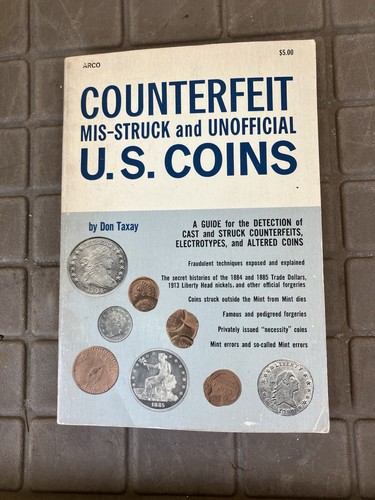 ARCO
$5.00
COUNTERFEIT
MIS-STRUCK and UNOFFICIAL
U.S. COINS
by Don Taxay
A GUIDE for the DETECTION of
CAST and STRUCK COUNTERFEITS,
ELECTROTYPES, and ALTERED COINS
Fraudulent techniques exposed and explained
The secret histories of the 1884 and 1885 Trade Dollars,
1913 Liberty Head nickels, and other official forgeries
Coins struck outside the Mint from Mint dies
Famous and pedigreed forgeries
Privately issued "necessity" coins
Mint errors and so-called Mint errors
1885